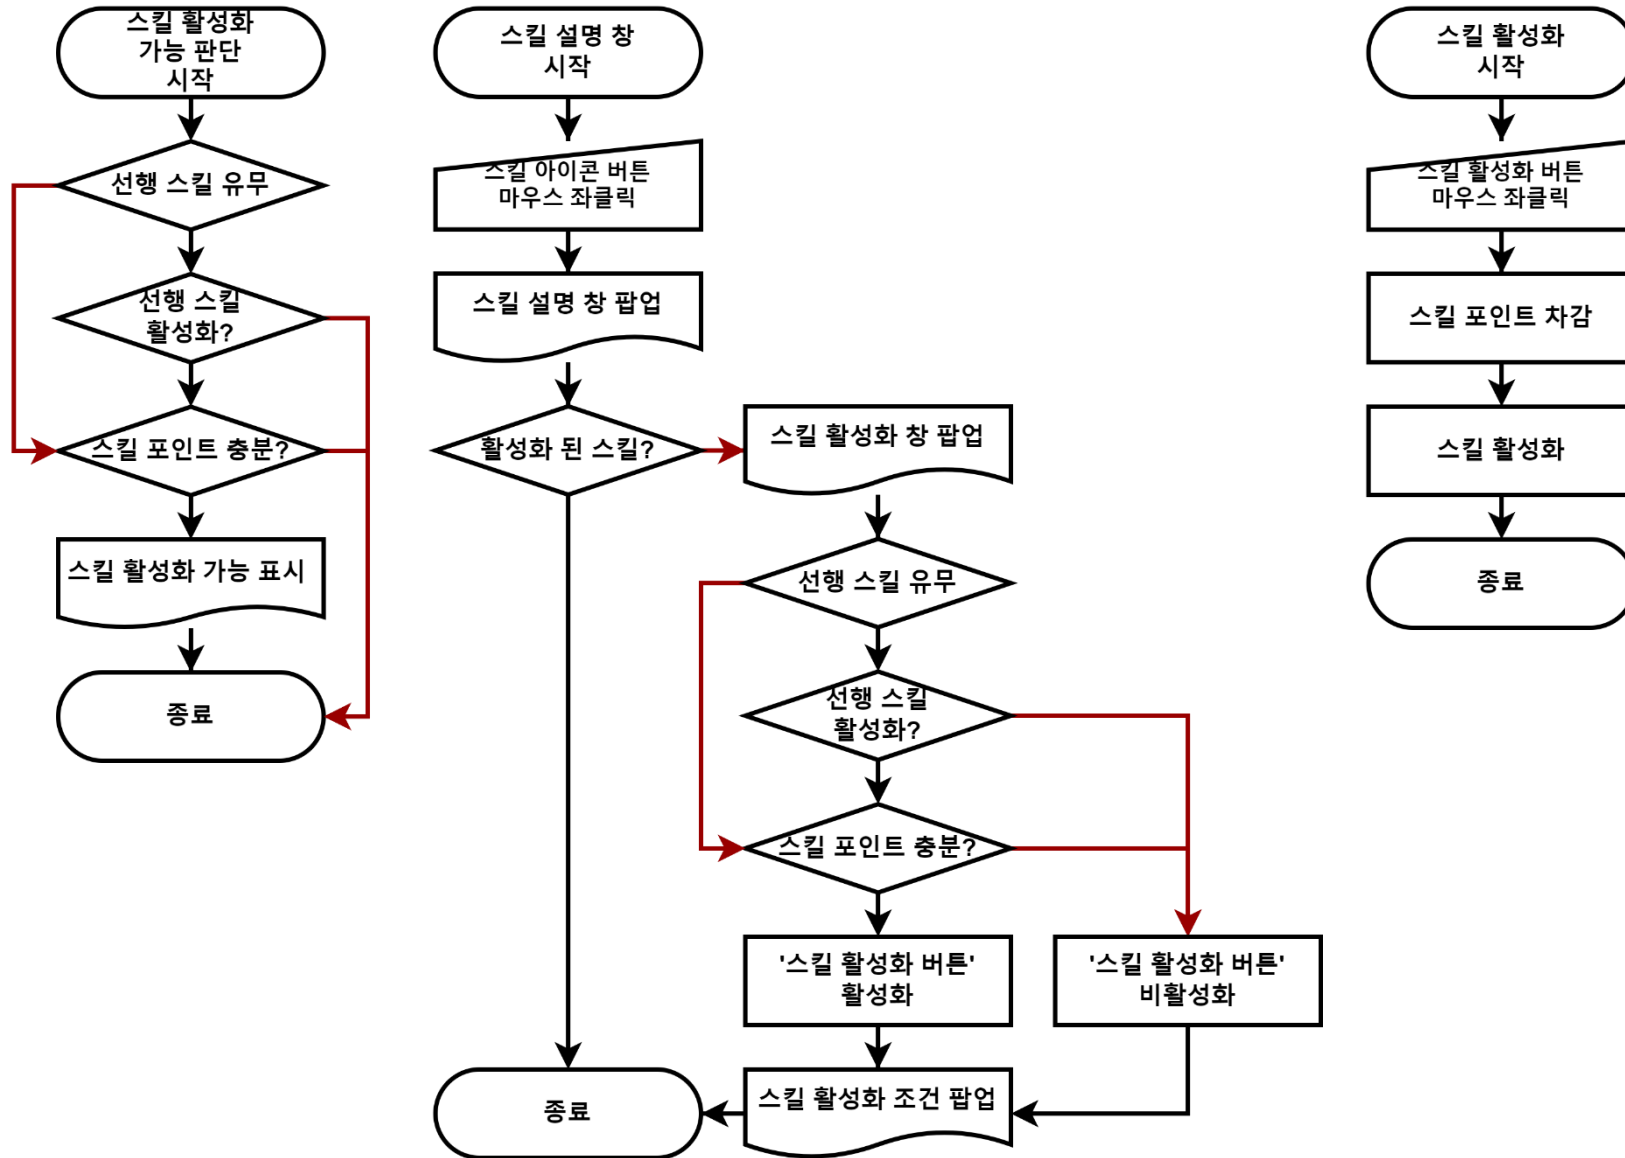 스킬 활성화
가능 판단
시작
선행 스킬 유무
선행 스킬
활성화?
스킬 포인트 충분?
스킬 활성화 가능 표시
종료
스킬 설명 창
시작
스킬 아이콘 버튼
마우스 좌클릭
스킬 설명 창 팝업
활성화 된 스킬?
스킬 활성화 창 팝업
선행 스킬 유무
선행 스킬
활성화?
스킬 포인트 충분?
'스킬 활성화 버튼'
활성화
'스킬 활성화 버튼'
비활성화
스킬 활성화 조건 팝업
종료
스킬 활성화
시작
스킬 활성화 버튼
마우스 좌클릭
스킬 포인트 차감
스킬 활성화
종료